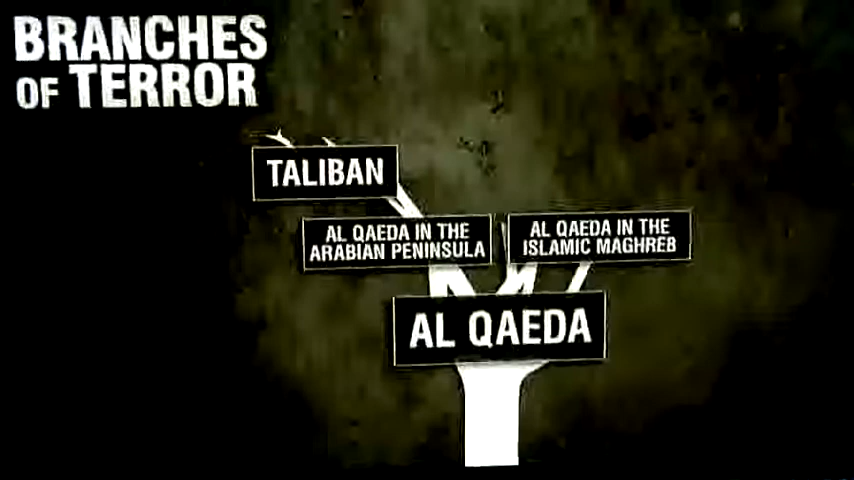 BRANCHES
OF TERROR
TALIBAN
AL QAEDA IN THE
ARABIAN PENINSULA
AL QAEDA IN THE
ISLAMIC MAGHREB
AL QAEDA